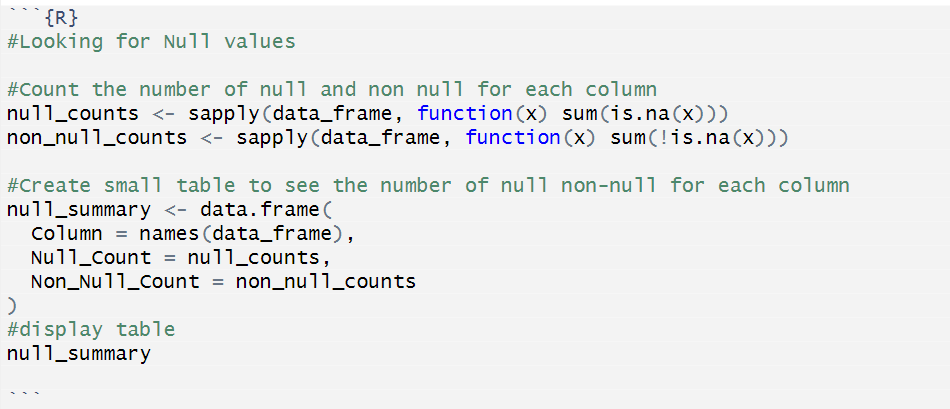 ```{R}
#Looking for Null values
#Count the number of null and non null for each column
null_counts <- sapply(data_frame, function(x) sum(is.na(x)))
non_null_counts <- sapply(data_frame, function(x) sum(!is.na(x)))
#Create small table to see the number of null non-null for each column
null_summary <- data.frame(
  Column = names(data_frame),
  Null_Count = null_counts,
  Non_Null_Count = non_null_counts
)
#display table
null_summary
```